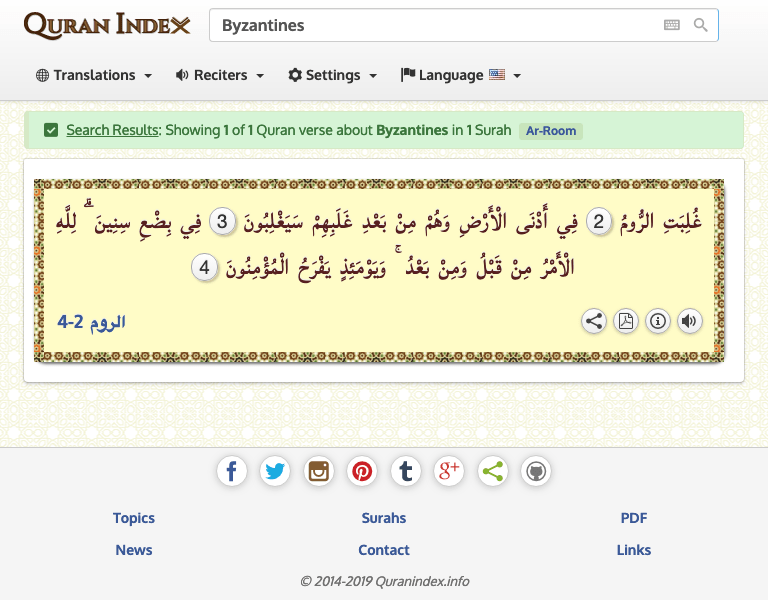 QURAN INDEX
Byzantines
Translations Reciters Settings Language
Search Results: Showing 1 of 1 Quran verse about Byzantines in 1 Surah Ar-Room
غُلِبَتِ الرُّومُ 2 فِي أَدْنَى الْأَرْضِ وَهُمْ مِنْ بَعْدِ غَلَبِهِمْ سَيَغْلِبُونَ 3 فِي بِضْعِ سِنِينَ ۗ لِلَّهِ
الْأَمْرُ مِنْ قَبْلُ وَمِنْ بَعْدُ ۚ وَيَوْمَئِذٍ يَفْرَحُ الْمُؤْمِنُونَ 4
الروم 2-4
Topics Surahs PDF
News Contact Links
© 2014-2019 Quranindex.info